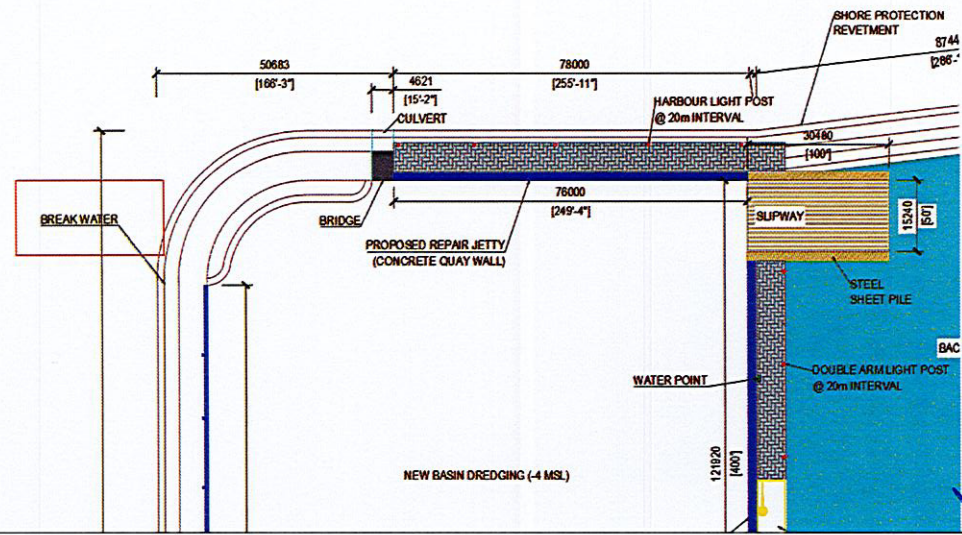 SHORE PROTECTION
REVETMENT
50683
[166'-3"]
78000
[255'-11"]
8744
[286'-
4621
[15'-2"]
CULVERT
HARBOUR LIGHT POST
@ 20m INTERVAL
30480
[100']
76000
[249'-4"]
BREAK WATER
BRIDGE
SLIPWAY
15240
[50']
PROPOSED REPAIR JETTY
(CONCRETE QUAY WALL)
STEEL
SHEET PILE
BAC
WATER POINT
DOUBLE ARM LIGHT POST
@ 20m INTERVAL
121920
[400']
NEW BASIN DREDGING (-4 MSL)